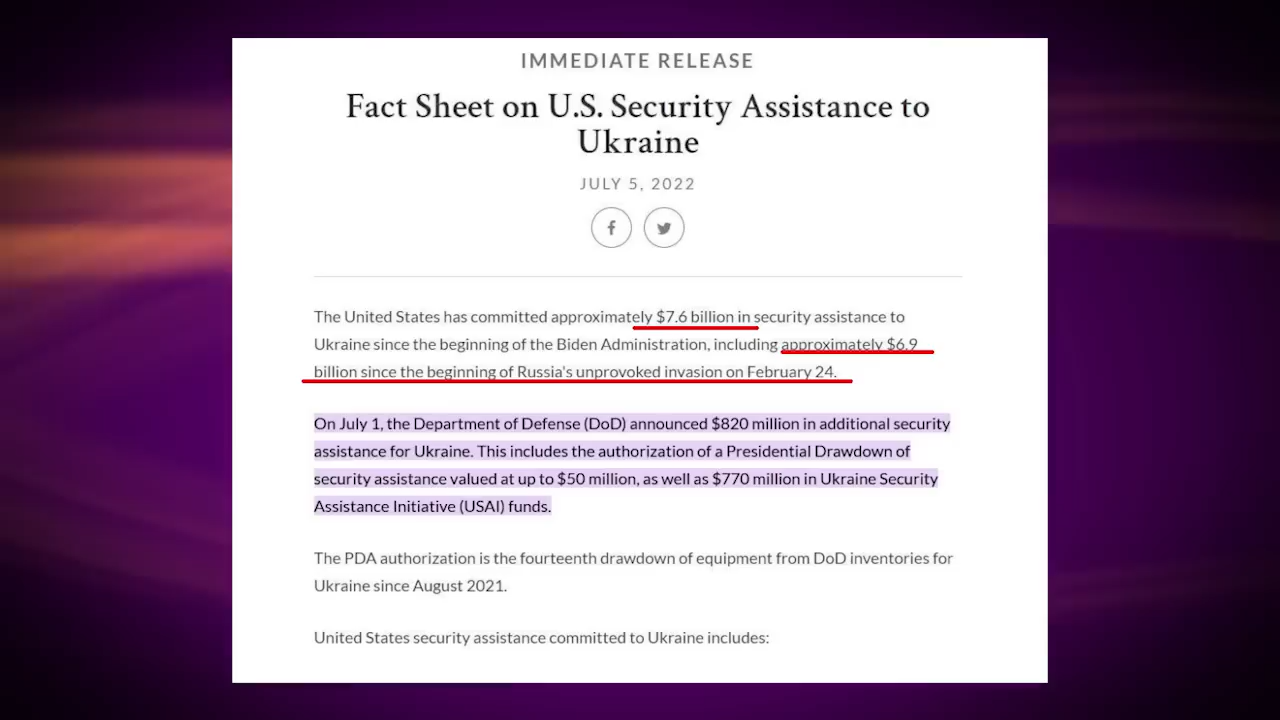 IMMEDIATE RELEASE
Fact Sheet on U.S. Security Assistance to
Ukraine
JULY 5, 2022
The United States has committed approximately $7.6 billion in security assistance to
Ukraine since the beginning of the Biden Administration, including approximately $6.9
billion since the beginning of Russia's unprovoked invasion on February 24.
On July 1, the Department of Defense (DoD) announced $820 million in additional security
assistance for Ukraine. This includes the authorization of a Presidential Drawdown of
security assistance valued at up to $50 million, as well as $770 million in Ukraine Security
Assistance Initiative (USAI) funds.
The PDA authorization is the fourteenth drawdown of equipment from DoD inventories for
Ukraine since August 2021.
United States security assistance committed to Ukraine includes: